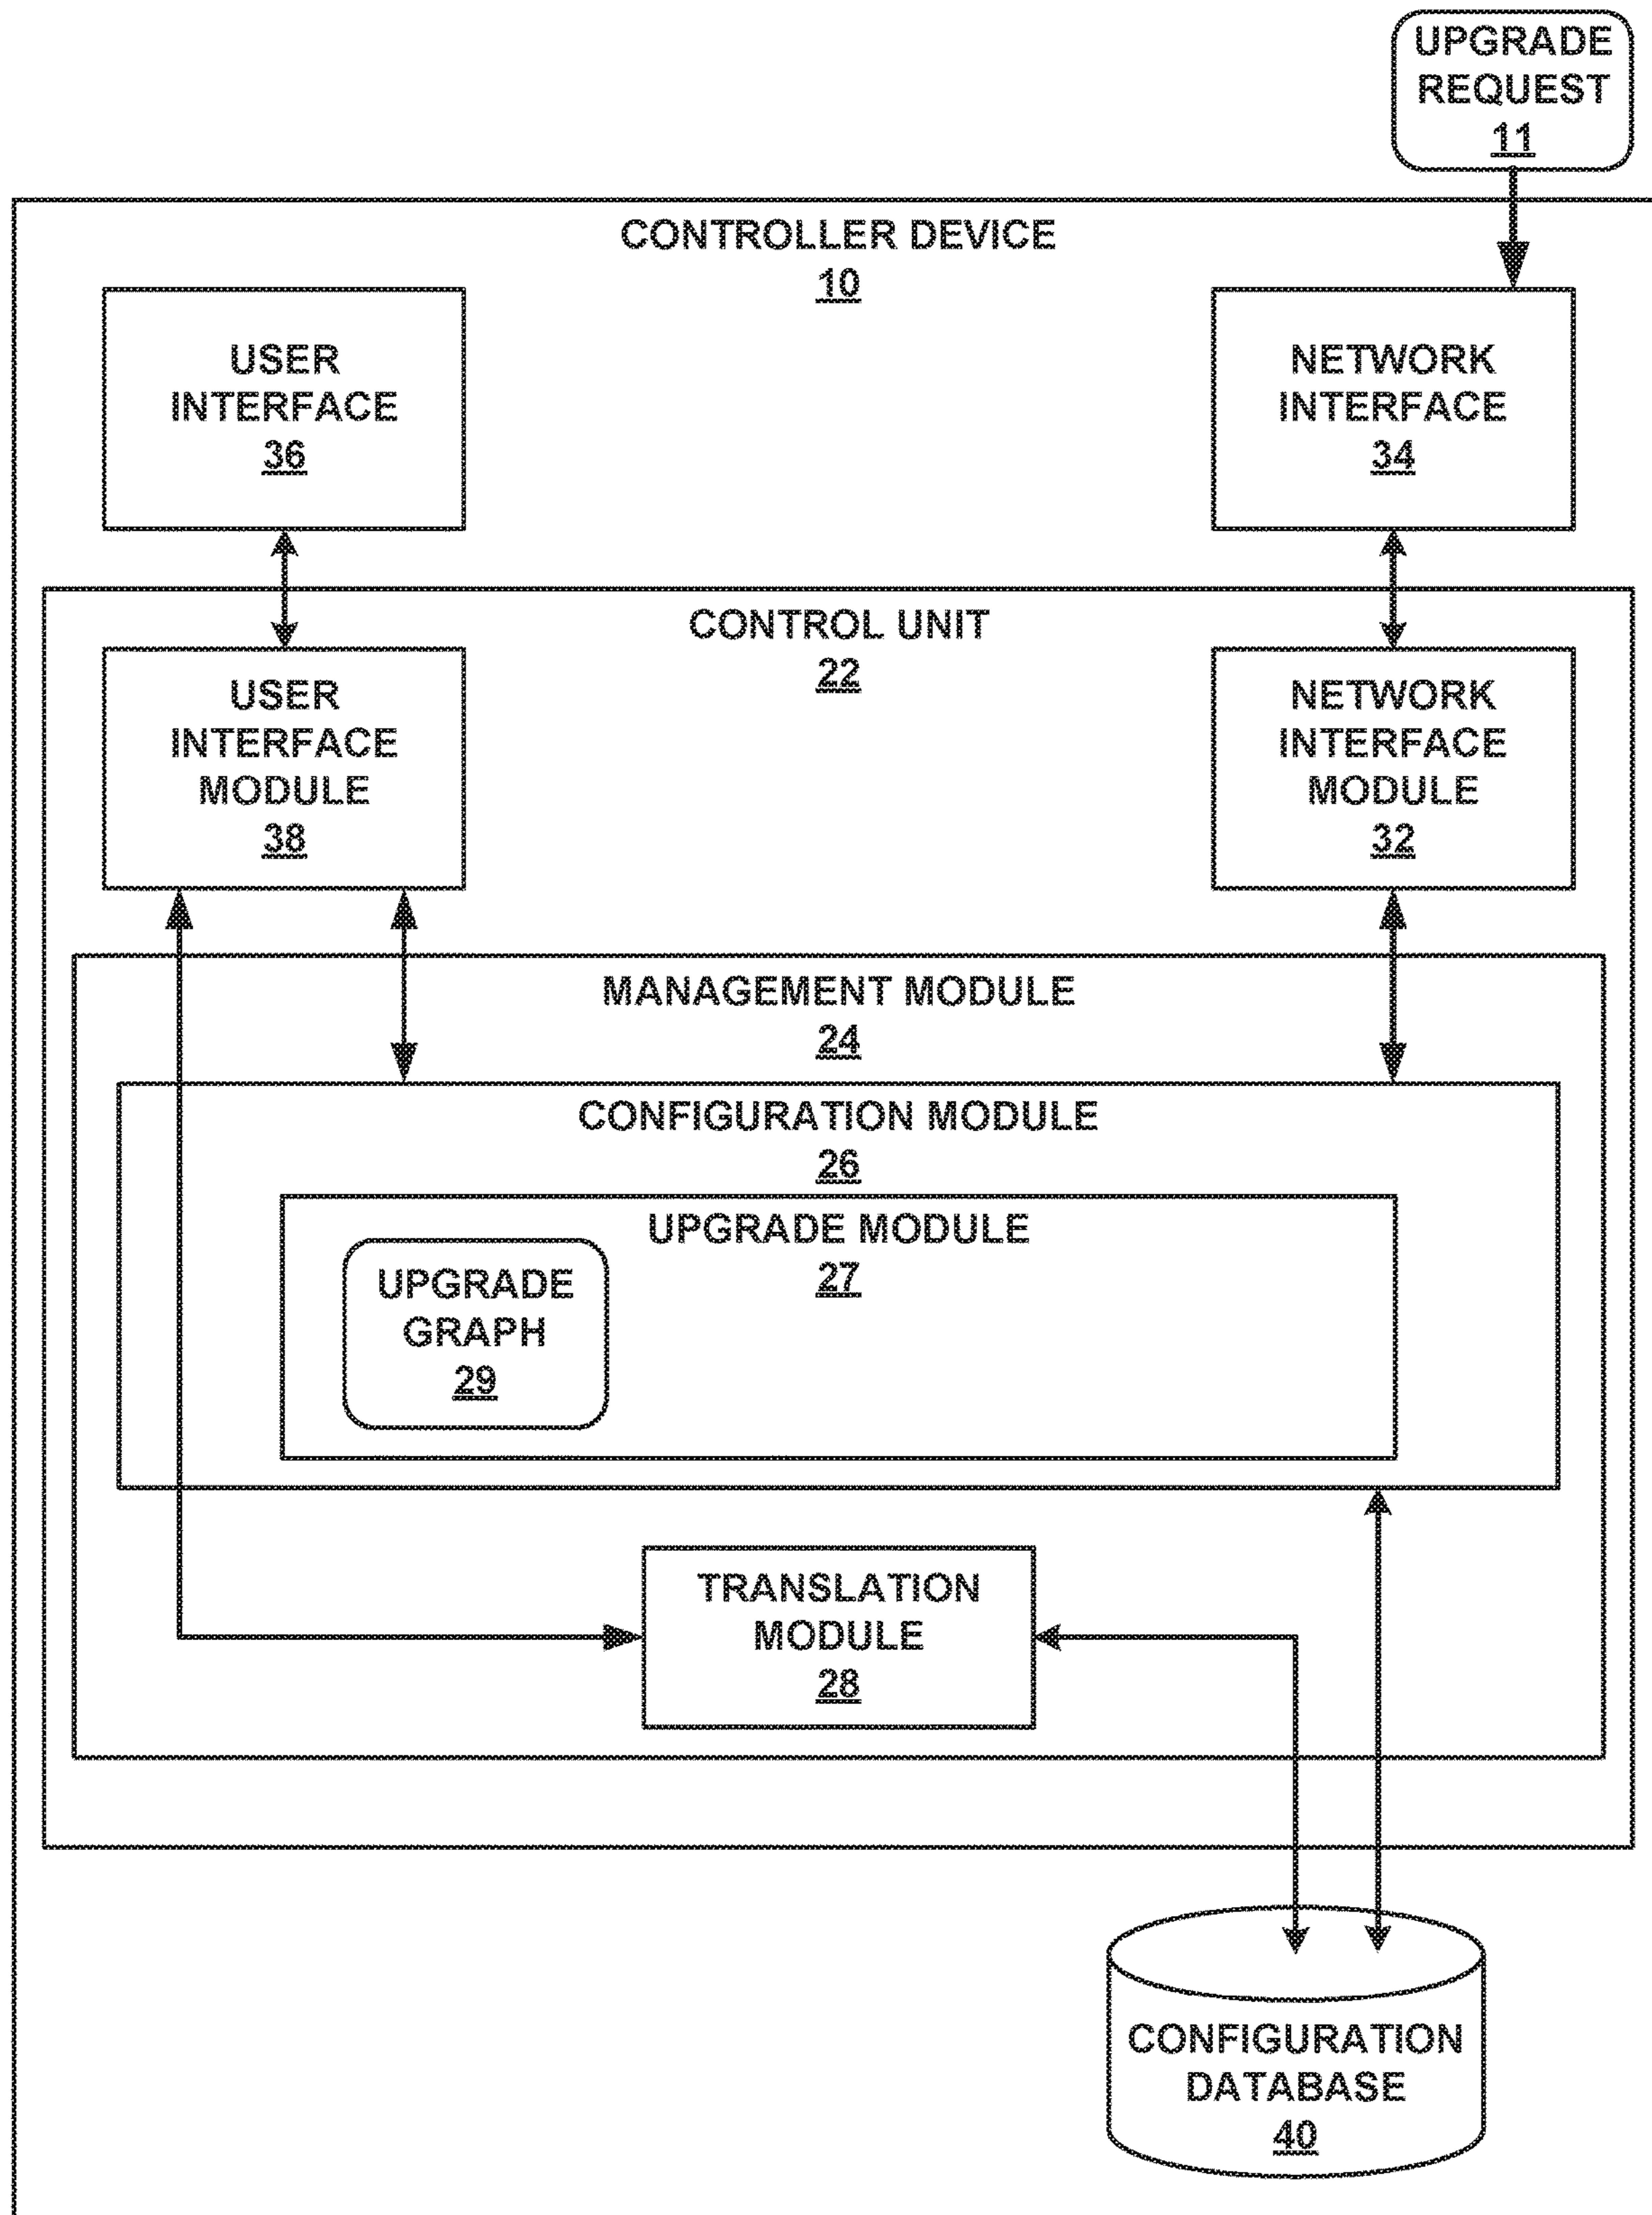 UPGRADE
REQUEST
11
CONTROLLER DEVICE
10
USER
INTERFACE
36
NETWORK
INTERFACE
34
CONTROL UNIT
22
USER
INTERFACE
MODULE
38
NETWORK
INTERFACE
MODULE
32
MANAGEMENT MODULE
24
CONFIGURATION MODULE
26
UPGRADE MODULE
27
UPGRADE
GRAPH
29
TRANSLATION
MODULE
28
CONFIGURATION
DATABASE
40